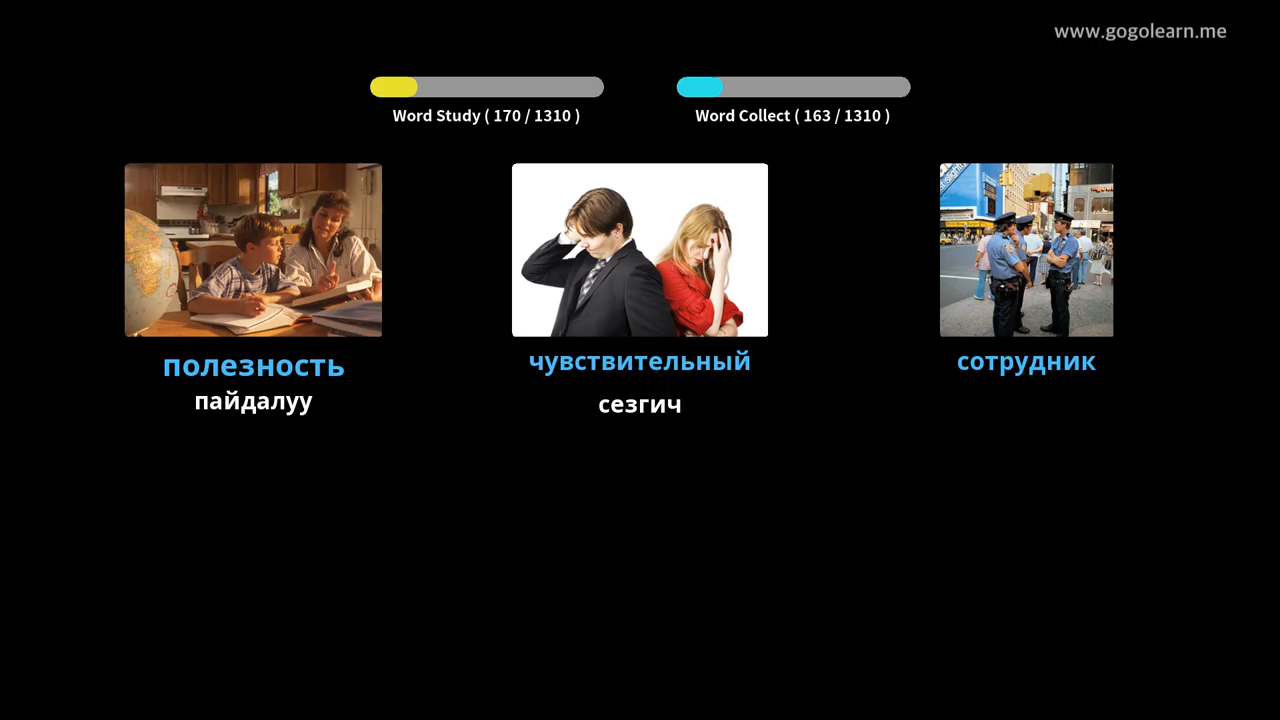 www.gogolearn.me
Word Study ( 170 / 1310 )
Word Collect ( 163 / 1310 )
полезность
чувствительный
сотрудник
пайдалуу
сезгич